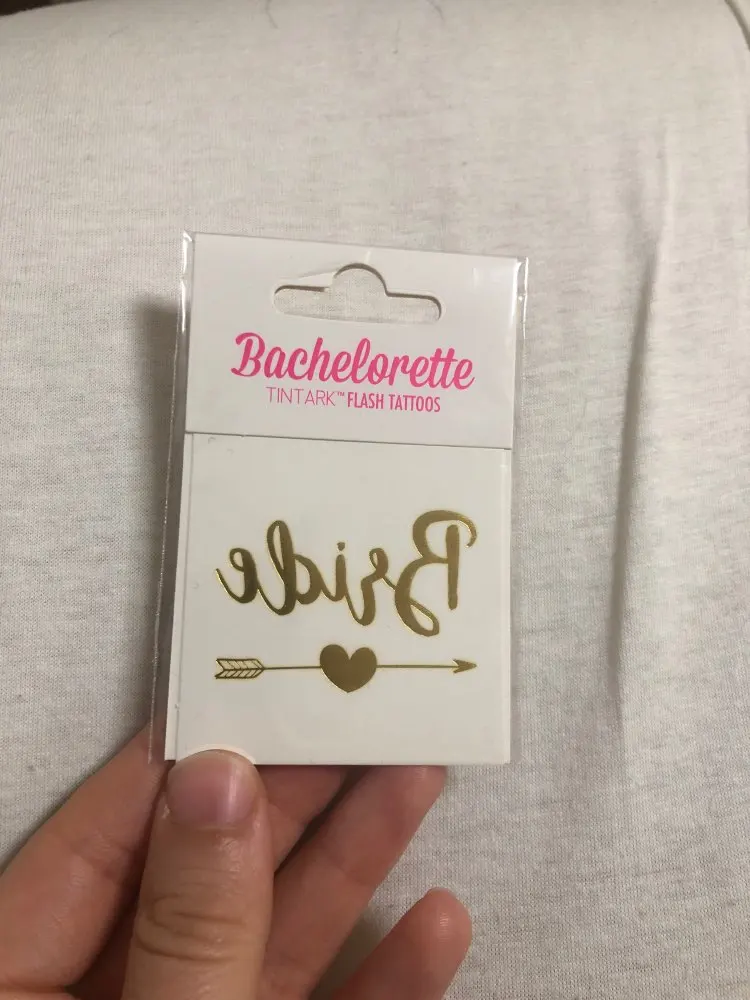 Bachelorette
TINTARK™ FLASH TATTOOS
Bride